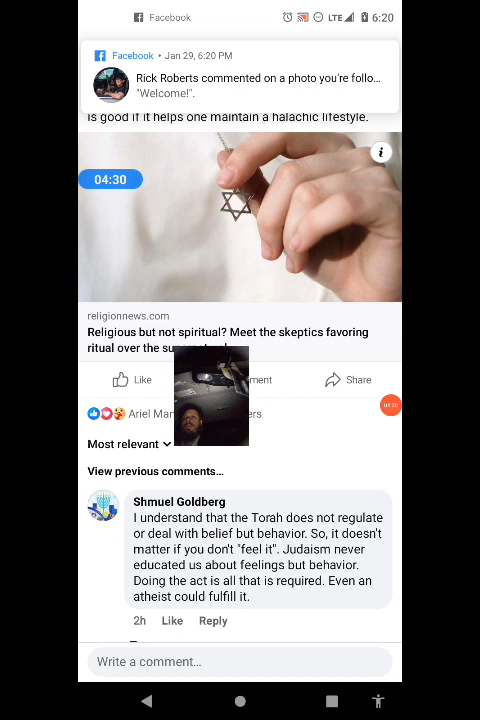 Facebook LTE 6:20
Facebook • Jan 29, 6:20 PM
Rick Roberts commented on a photo you're follo...
"Welcome!".
is good if it helps one maintain a halachic lifestyle.
04:30
religionnews.com
Religious but not spiritual? Meet the skeptics favoring
ritual over the
Like Share
Ariel
Most relevant
View previous comments...
Shmuel Goldberg
I understand that the Torah does not regulate
or deal with belief but behavior. So, it doesn't
matter if you don't "feel it". Judaism never
educated us about feelings but behavior.
Doing the act is all that is required. Even an
atheist could fulfill it.
2h Like Reply
Write a comment...